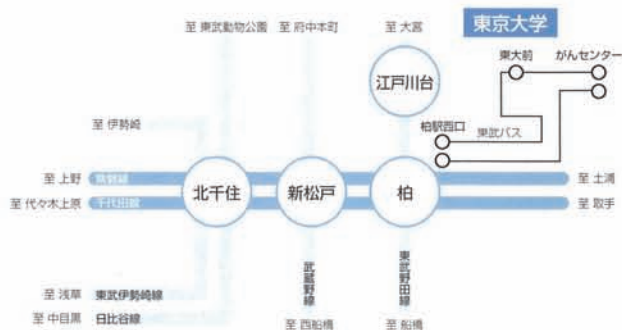 東京大学
至 東武動物公園
至 府中本町
至 大宮
東大前
がんセンター
江戸川台
柏駅西口
東武バス
至 伊勢崎
至 上野
常磐線
北千住
新松戸
柏
至 土浦
至 代々木上原
千代田線
至 取手
武蔵野線
東武野田線
至 浅草
東武伊勢崎線
至 中目黒
日比谷線
至 西船橋
至 船橋